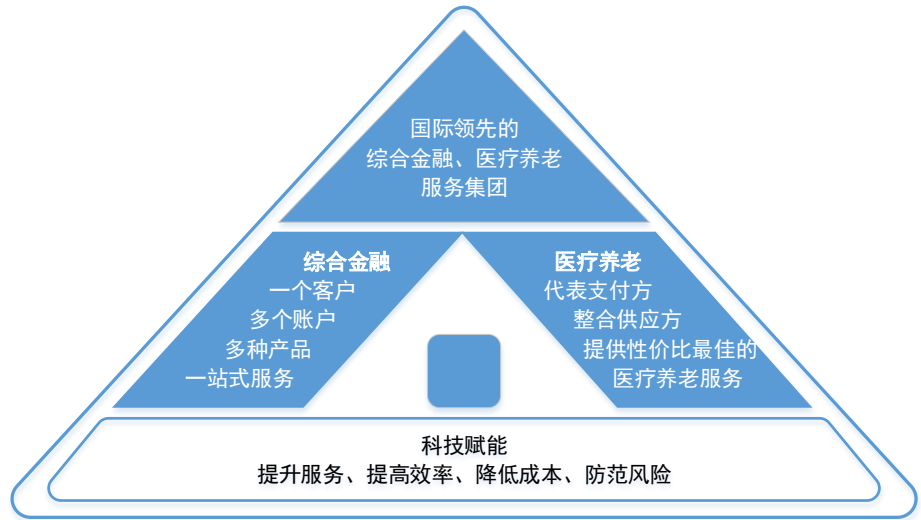 国际领先的
综合金融、医疗养老
服务集团
综合金融
一个客户
多个账户
多种产品
一站式服务
医疗养老
代表支付方
整合供应方
提供性价比最佳的
医疗养老服务
科技赋能
提升服务、提高效率、降低成本、防范风险